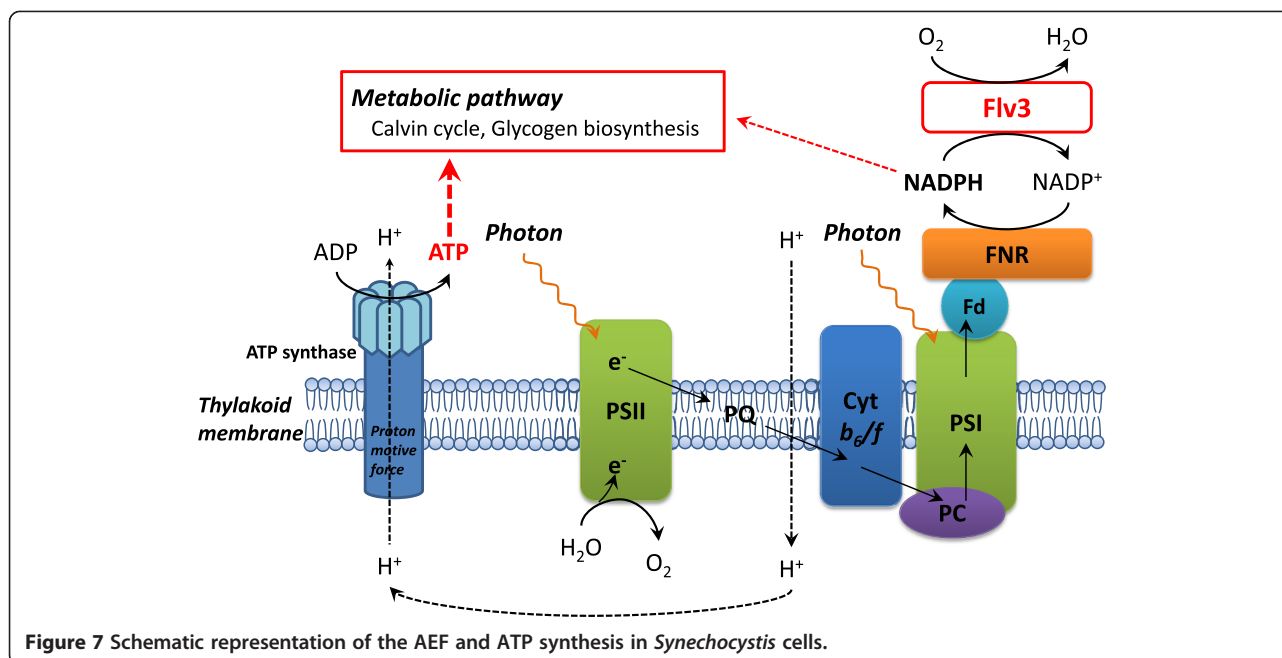 O₂ H₂O
Metabolic pathway
Calvin cycle, Glycogen biosynthesis
Flv3
NADPH NADP⁺
H⁺ Photon H⁺ Photon
ADP ATP
FNR
Fd
ATP synthase
e⁻
Thylakoid
membrane
PSII
PQ
Cyt
b₆/f
PSI
Proton
motive
force
e⁻
PC
H₂O
O₂
H⁺ H⁺
Figure 7 Schematic representation of the AEF and ATP synthesis in Synechocystis cells.